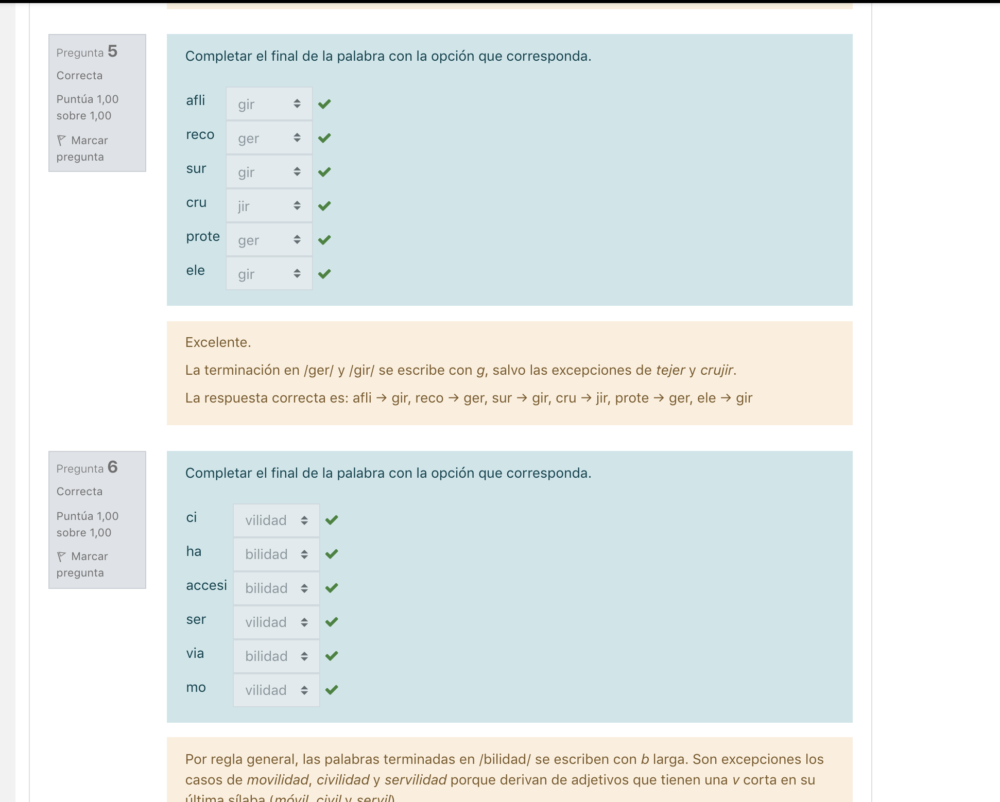 Pregunta 5
Correcta
Puntúa 1,00
sobre 1,00
Marcar
pregunta
Completar el final de la palabra con la opción que corresponda.
afli gir
reco ger
sur gir
cru jir
prote ger
ele gir
Excelente.
La terminación en /ger/ y /gir/ se escribe con g, salvo las excepciones de tejer y crujir.
La respuesta correcta es: afli → gir, reco → ger, sur → gir, cru → jir, prote → ger, ele → gir
Pregunta 6
Correcta
Puntúa 1,00
sobre 1,00
Marcar
pregunta
Completar el final de la palabra con la opción que corresponda.
ci vilidad
ha bilidad
accesi bilidad
ser vilidad
via bilidad
mo vilidad
Por regla general, las palabras terminadas en /bilidad/ se escriben con b larga. Son excepciones los
casos de movilidad, civilidad y servilidad porque derivan de adjetivos que tienen una v corta en su
última sílaba (móvil, civil y servil)